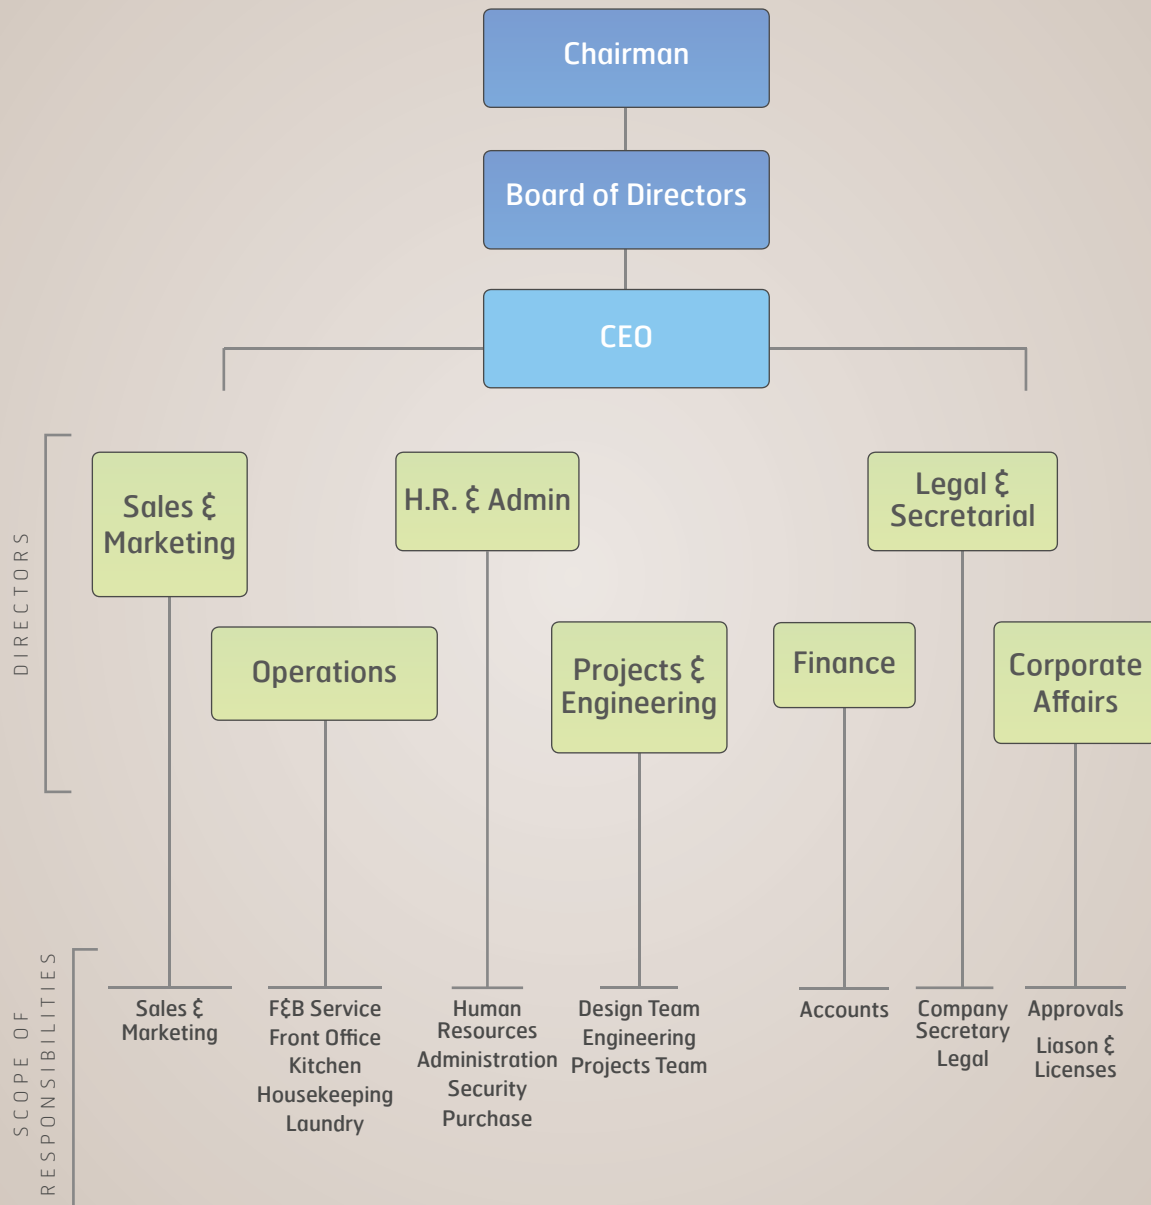 Chairman
Board of Directors
CEO
DIRECTORS
Sales &
Marketing
H.R. & Admin
Legal &
Secretarial
Operations
Projects &
Engineering
Finance
Corporate
Affairs
SCOPE OF
RESPONSIBILITIES
Sales &
Marketing
F&B Service
Front Office
Kitchen
Housekeeping
Laundry
Human
Resources
Administration
Security
Purchase
Design Team
Engineering
Projects Team
Accounts
Company
Secretary
Legal
Approvals
Liason &
Licenses